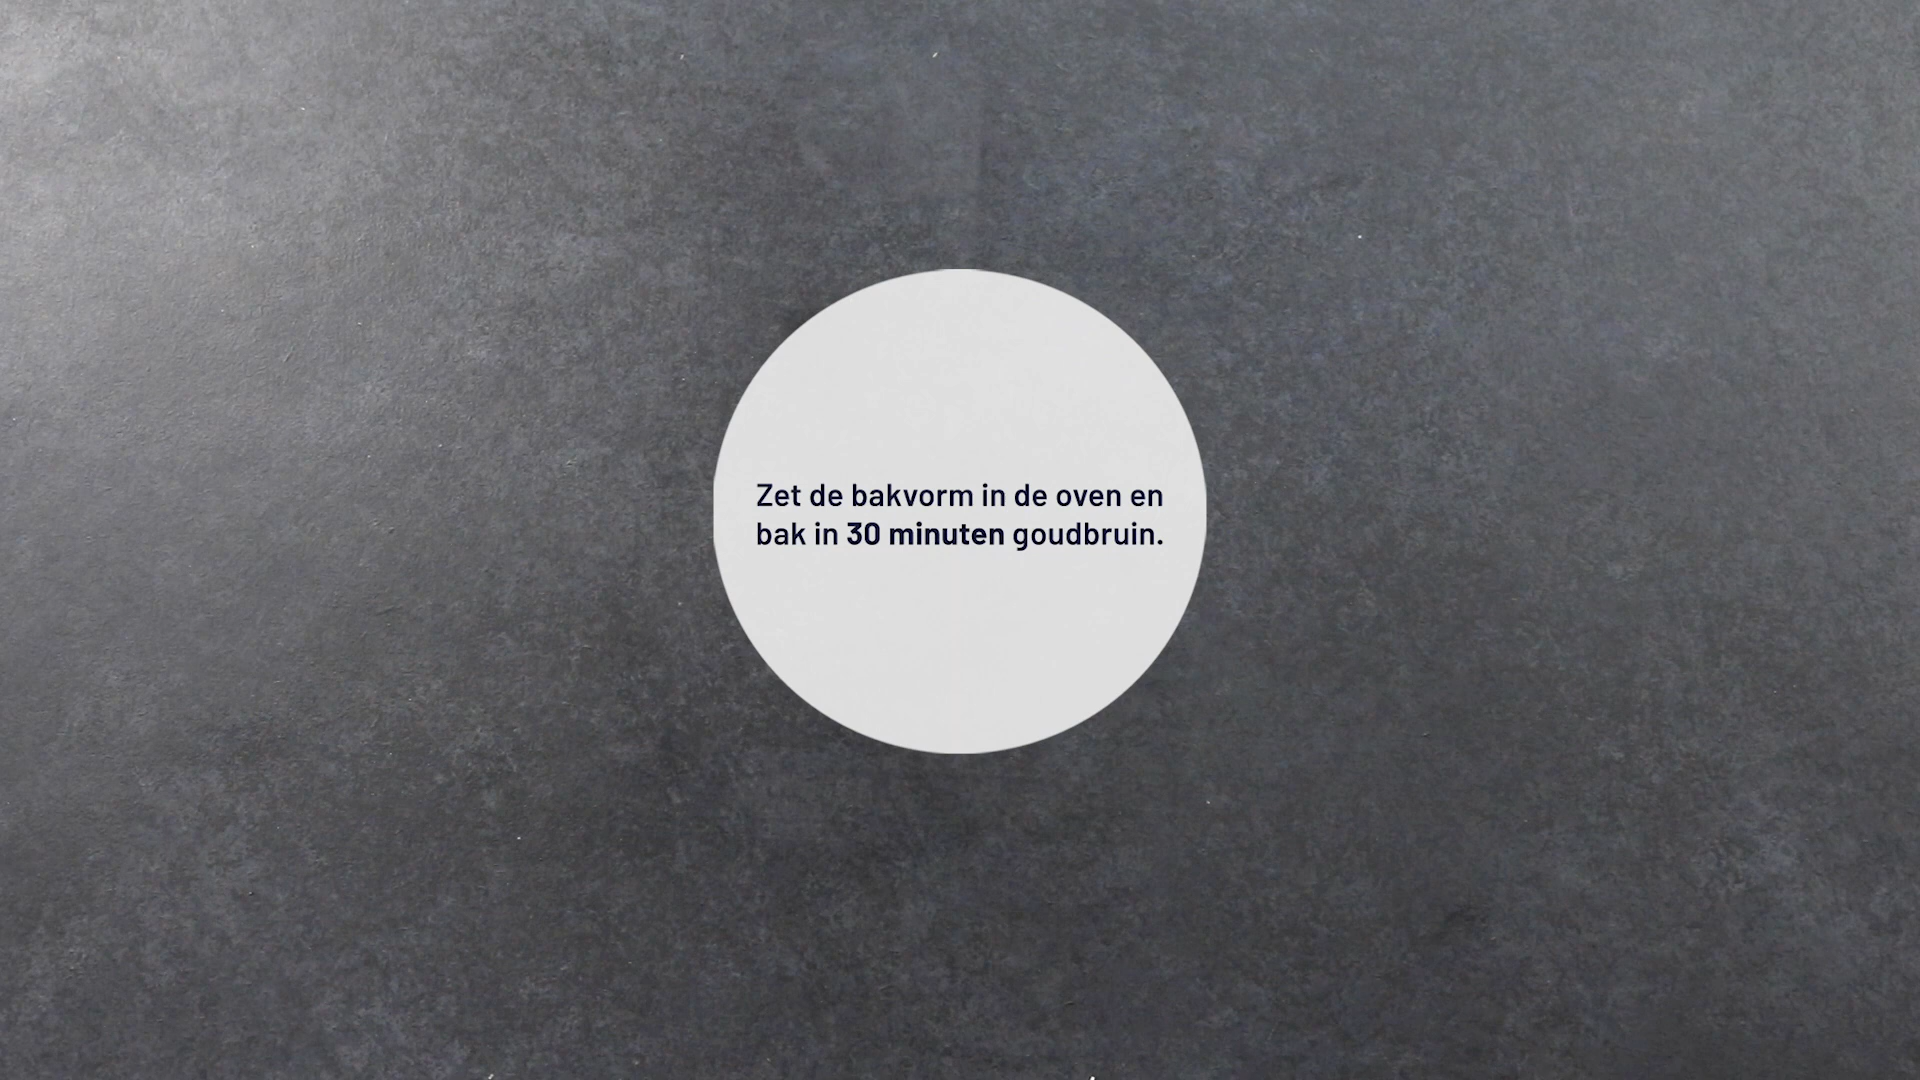 Zet de bakvorm in de oven en
bak in 30 minuten goudbruin.